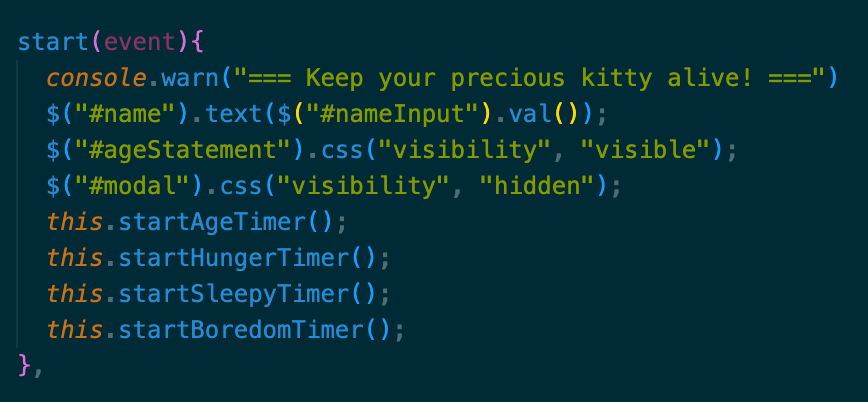 start(event){
console.warn("=== Keep your precious kitty alive! ===")
$("#name").text($("#nameInput").val());
$("#ageStatement").css("visibility", "visible");
$("#modal").css("visibility", "hidden");
this.startAgeTimer();
this.startHungerTimer();
this.startSleepyTimer();
this.startBoredomTimer();
},